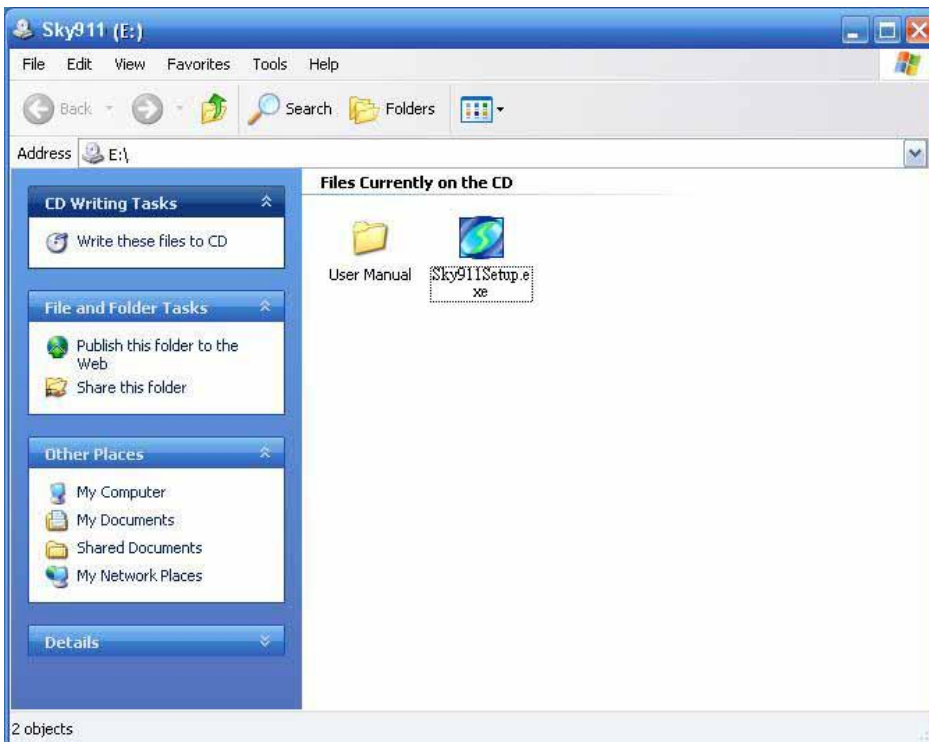 Sky911 (E:)
File Edit View Favorites Tools Help
Back Search Folders
Address E:\
CD Writing Tasks
Write these files to CD
File and Folder Tasks
Publish this folder to the
Web
Share this folder
Other Places
My Computer
My Documents
Shared Documents
My Network Places
Details
Files Currently on the CD
User Manual
Sky911Setup.e
xe
2 objects